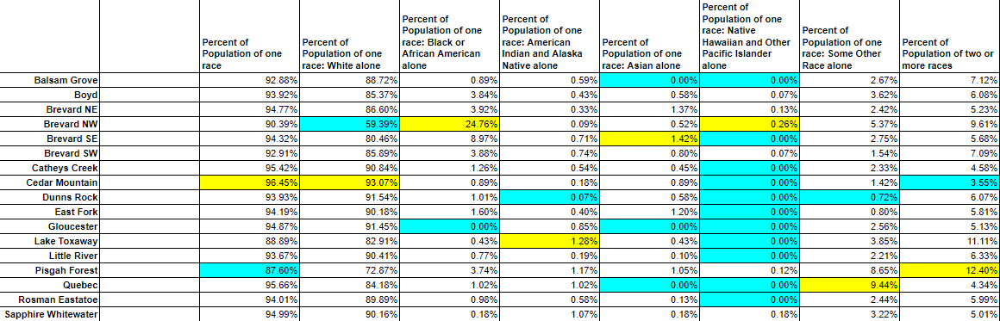 Percent of Population of one race Percent of Population of one race: White alone Percent of Population of one race: Black or African American alone Percent of Population of one race: American Indian and Alaska Native alone Percent of Population of one race: Asian alone Percent of Population of one race: Native Hawaiian and Other Pacific Islander alone Percent of Population of one race: Some Other Race alone Percent of Population of two or more races
Balsam Grove 92.88% 88.72% 0.89% 0.59% 0.00% 0.00% 2.67% 7.12%
Boyd 93.92% 85.37% 3.84% 0.43% 0.58% 0.07% 3.62% 6.08%
Brevard NE 94.77% 86.60% 3.92% 0.33% 1.37% 0.13% 2.42% 5.23%
Brevard NW 90.39% 59.39% 24.76% 0.09% 0.52% 0.26% 5.37% 9.61%
Brevard SE 94.32% 80.46% 8.97% 0.71% 1.42% 0.00% 2.75% 5.68%
Brevard SW 92.91% 85.89% 3.88% 0.74% 0.80% 0.07% 1.54% 7.09%
Catheys Creek 95.42% 90.84% 1.26% 0.54% 0.45% 0.00% 2.33% 4.58%
Cedar Mountain 96.45% 93.07% 0.89% 0.18% 0.89% 0.00% 1.42% 3.55%
Dunns Rock 93.93% 91.54% 1.01% 0.07% 0.58% 0.00% 0.72% 6.07%
East Fork 94.19% 90.18% 1.60% 0.40% 1.20% 0.00% 0.80% 5.81%
Gloucester 94.87% 91.45% 0.00% 0.85% 0.00% 0.00% 2.56% 5.13%
Lake Toxaway 88.89% 82.91% 0.43% 1.28% 0.43% 0.00% 3.85% 11.11%
Little River 93.67% 90.41% 0.77% 0.19% 0.10% 0.00% 2.21% 6.33%
Pisgah Forest 87.60% 72.87% 3.74% 1.17% 1.05% 0.12% 8.65% 12.40%
Quebec 95.66% 84.18% 1.02% 1.02% 0.00% 0.00% 9.44% 4.34%
Rosman Eastatoe 94.01% 89.89% 0.98% 0.58% 0.13% 0.00% 2.44% 5.99%
Sapphire Whitewater 94.99% 90.16% 0.18% 1.07% 0.18% 0.18% 3.22% 5.01%